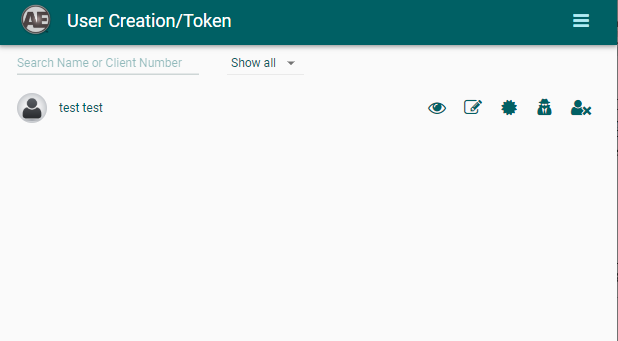 AE User Creation/Token
Search Name or Client Number Show all
test test